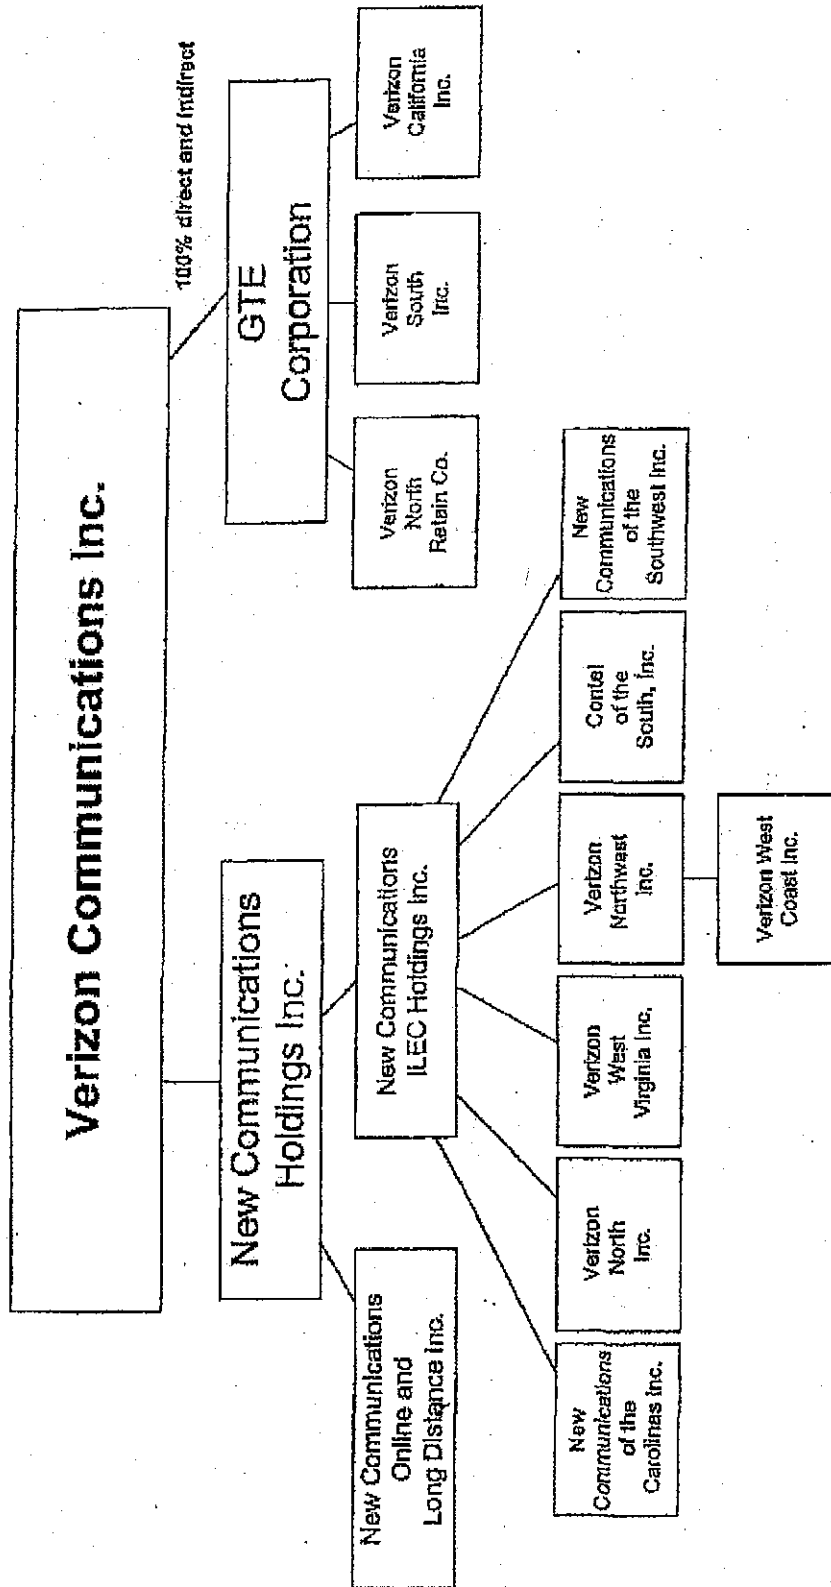 Verizon Communications Inc.
100% direct and indirect
New Communications
Holdings Inc.
GTE
Corporation
New Communications
Online and
Long Distance Inc.
New Communications
ILEC Holdings Inc.
Verizon
North
Retain Co.
Verizon
South
Inc.
Verizon
California
Inc.
New
Communications
of the
Carolinas Inc.
Verizon
North
Inc.
Verizon
West
Virginia Inc.
Verizon
Northwest
Inc.
Contel
of the
South, Inc.
New
Communications
of the
Southwest Inc.
Verizon West
Coast Inc.